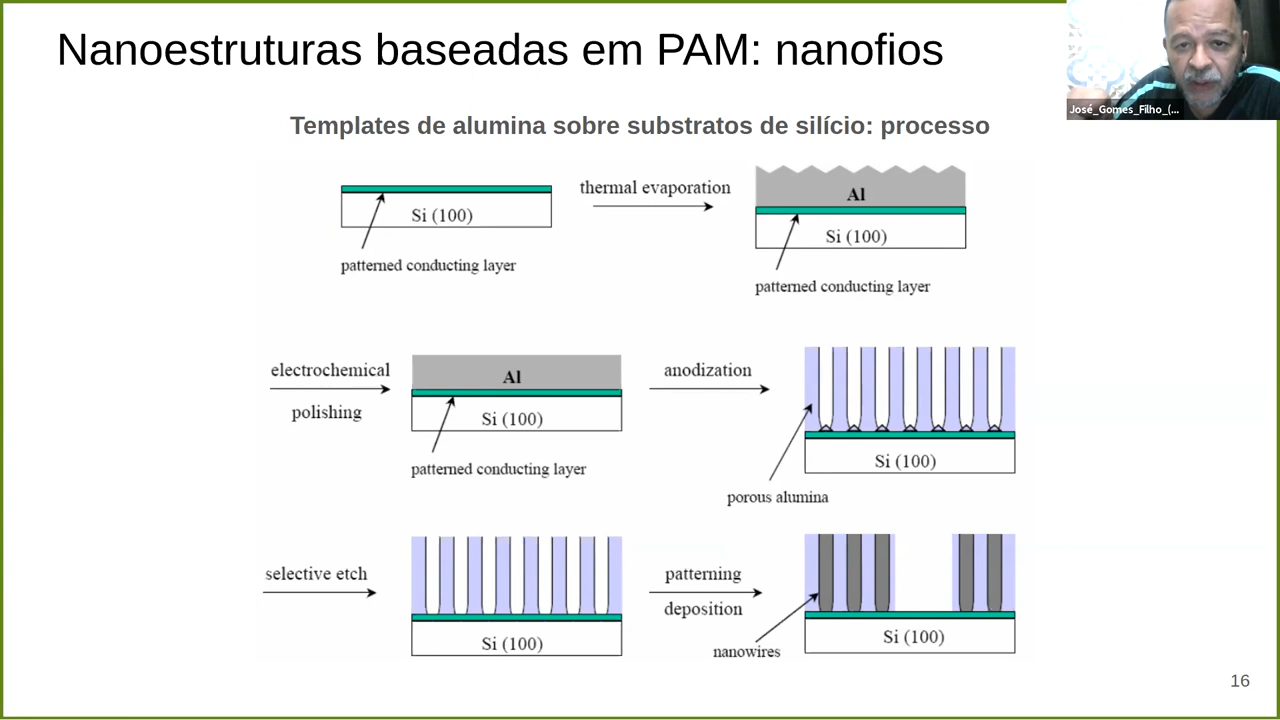 Nanoestruturas baseadas em PAM: nanofios
José_Gomes_Filho_(...
Templates de alumina sobre substratos de silício: processo
Si (100)
patterned conducting layer
thermal evaporation
Al
Si (100)
patterned conducting layer
electrochemical
polishing
Al
Si (100)
patterned conducting layer
anodization
Si (100)
porous alumina
selective etch
Si (100)
patterning
deposition
Si (100)
nanowires
16